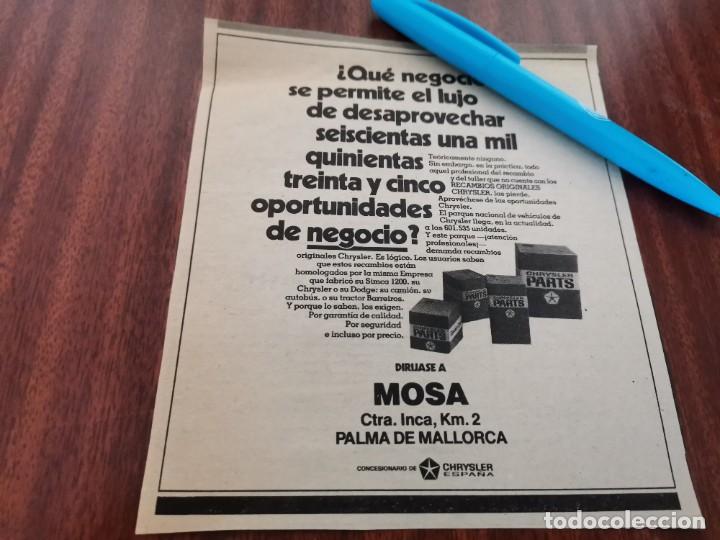 ¿Qué negocio
se permite el lujo
de desaprovechar
seiscientas una mil
quinientas
treinta y cinco
oportunidades
de negocio?
Teóricamente ninguno.
Sin embargo, en la práctica, todo
aquel profesional del recambio
y del taller que no cuente con los
RECAMBIOS ORIGINALES
CHRYSLER, las pierde.
Aprovéchese de las oportunidades
Chrysler.
El parque nacional de vehículos de
Chrysler llega, en la actualidad,
a los 601.535 unidades.
Y este parque —¡atención
profesionales!—
demanda recambios
originales Chrysler. Es lógico. Los usuarios saben
que estos recambios están
homologados por la misma Empresa
que fabricó su Simca 1200, su
Chrysler o su Dodge; su camión, su
autobús, o su tractor Barreiros.
Y porque lo saben, los exigen.
Por garantía de calidad.
Por seguridad
e incluso por precio.
CHRYSLER
PARTS
PARTS
PARTS
PARTS
DIRIJASE A
MOSA
Ctra. Inca, Km. 2
PALMA DE MALLORCA
CONCESIONARIO DE CHRYSLER
ESPAÑA
todocoleccion